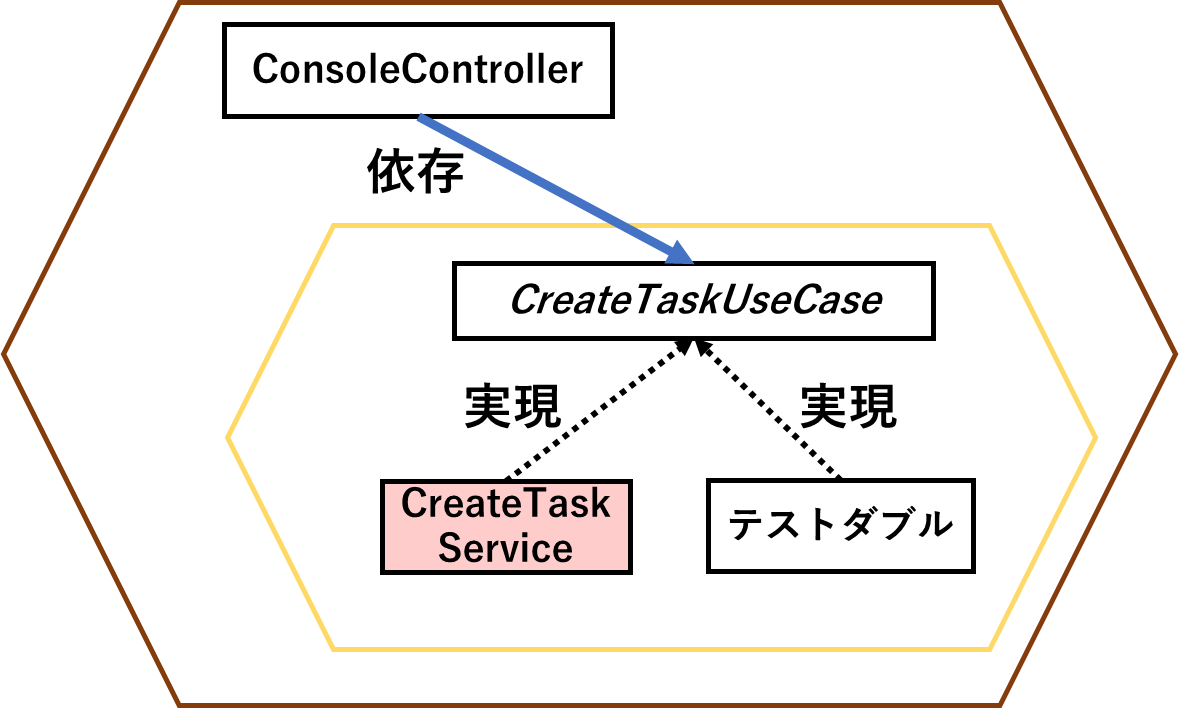 ConsoleController
依存
CreateTaskUseCase
実現
実現
CreateTask
Service
テストダブル